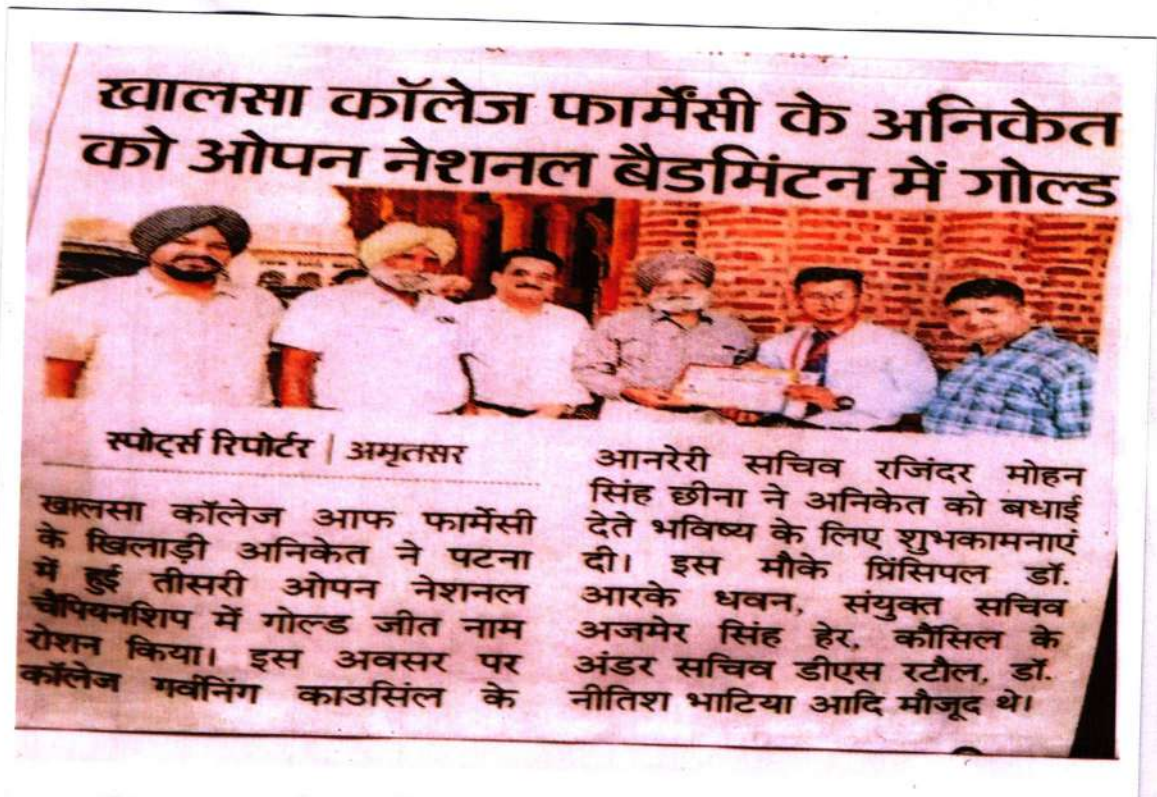 खालसा कॉलेज फार्मेंसी के अनिकेत
को ओपन नेशनल बैडमिंटन में गोल्ड
स्पोर्ट्स रिपोर्टर | अमृतसर
खालसा कॉलेज आफ फार्मेसी
के खिलाड़ी अनिकेत ने पटना
में हुई तीसरी ओपन नेशनल
चैंपियनशिप में गोल्ड जीत नाम
रोशन किया। इस अवसर पर
कॉलेज गर्वनिंग काउसिंल के
आनरेरी सचिव रजिंदर मोहन
सिंह छीना ने अनिकेत को बधाई
देते भविष्य के लिए शुभकामनाएं
दी। इस मौके प्रिंसिपल डॉ.
आरके धवन, संयुक्त सचिव
अजमेर सिंह हेर, कौंसिल के
अंडर सचिव डीएस रटौल, डॉ.
नीतिश भाटिया आदि मौजूद थे।